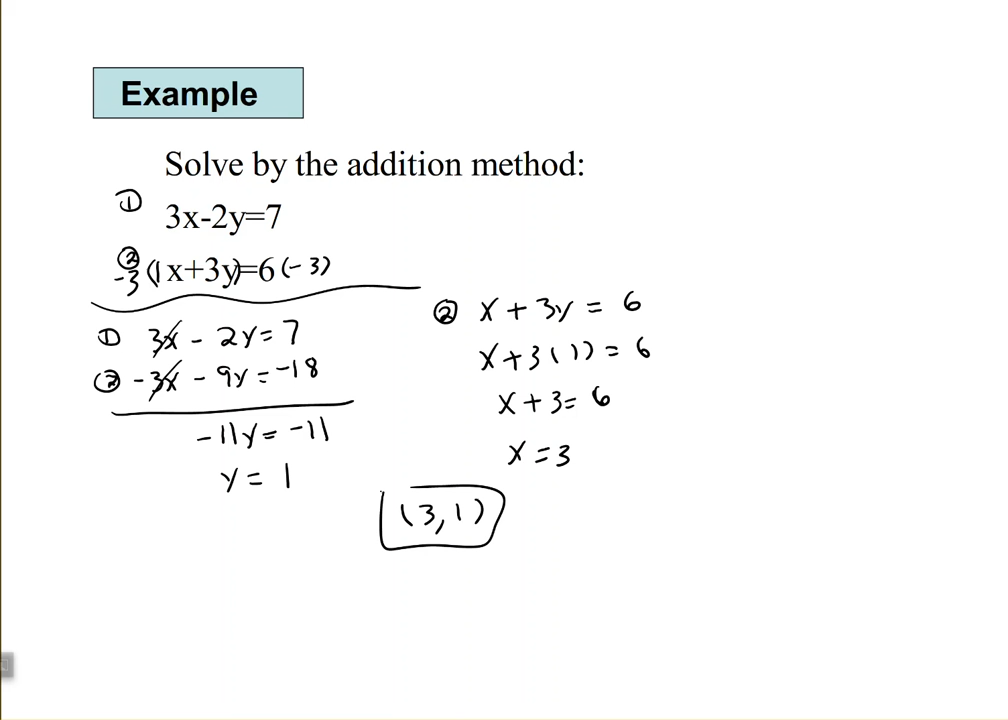 Example
Solve by the addition method:
① 3x-2y=7
② -3(1x+3y)=6(-3)
① 3x - 2y = 7
② -3x - 9y = -18
-11y = -11
y = 1
② x + 3y = 6
x + 3(1) = 6
x + 3 = 6
x = 3
(3, 1)